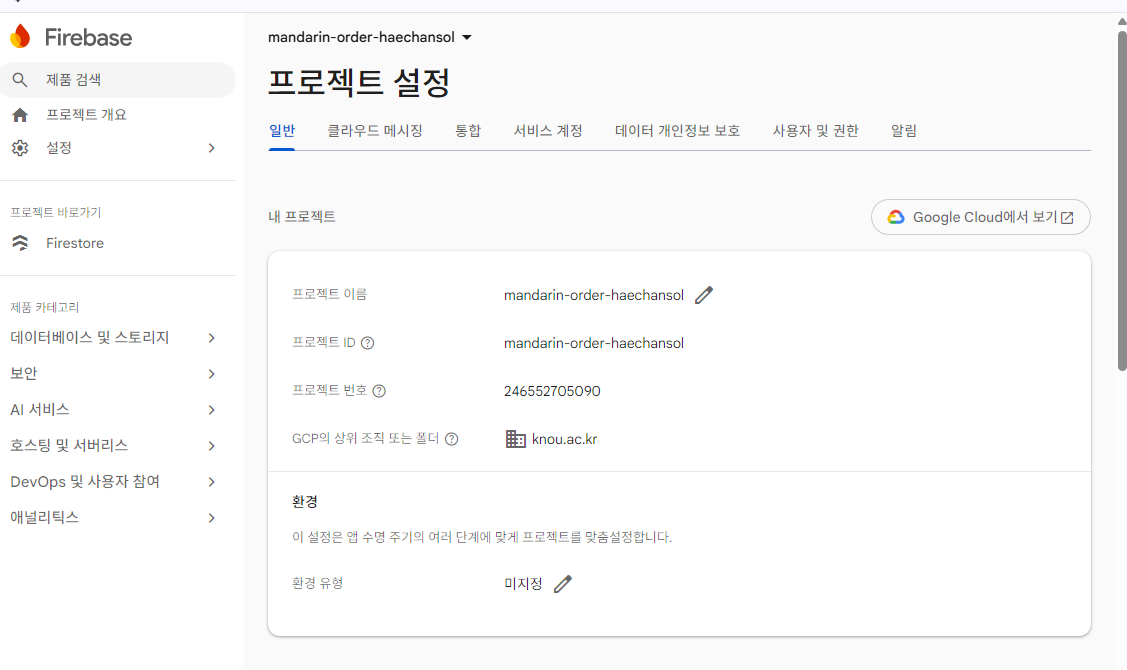 Firebase
제품 검색
프로젝트 개요
설정
프로젝트 바로가기
Firestore
제품 카테고리
데이터베이스 및 스토리지
보안
AI 서비스
호스팅 및 서버리스
DevOps 및 사용자 참여
애널리틱스
mandarin-order-haechansol
프로젝트 설정
일반 클라우드 메시징 통합 서비스 계정 데이터 개인정보 보호 사용자 및 권한 알림
내 프로젝트
Google Cloud에서 보기
프로젝트 이름 mandarin-order-haechansol
프로젝트 ID mandarin-order-haechansol
프로젝트 번호 246552705090
GCP의 상위 조직 또는 폴더 knou.ac.kr
환경
이 설정은 앱 수명 주기의 여러 단계에 맞게 프로젝트를 맞춤설정합니다.
환경 유형 미지정